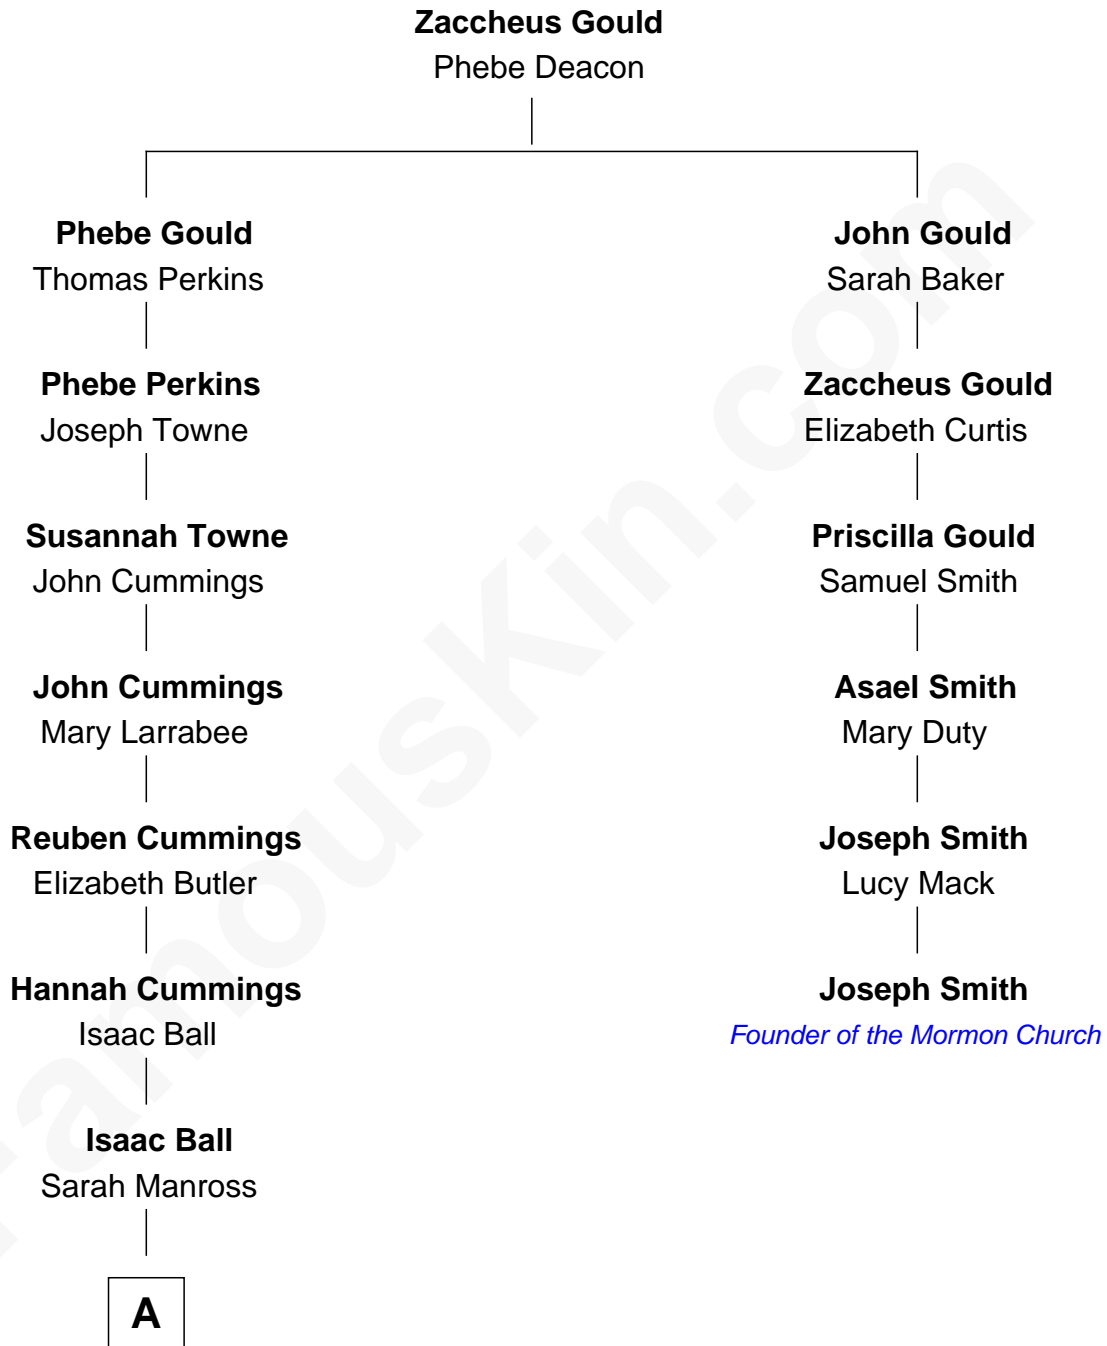 Zaccheus Gould
Phebe Deacon
Phebe Gould
Thomas Perkins
John Gould
Sarah Baker
Phebe Perkins
Joseph Towne
Zaccheus Gould
Elizabeth Curtis
Susannah Towne
John Cummings
Priscilla Gould
Samuel Smith
John Cummings
Mary Larrabee
Asael Smith
Mary Duty
Reuben Cummings
Elizabeth Butler
Joseph Smith
Lucy Mack
Hannah Cummings
Isaac Ball
Joseph Smith
Founder of the Mormon Church
Isaac Ball
Sarah Manross
A
FamousKin.com